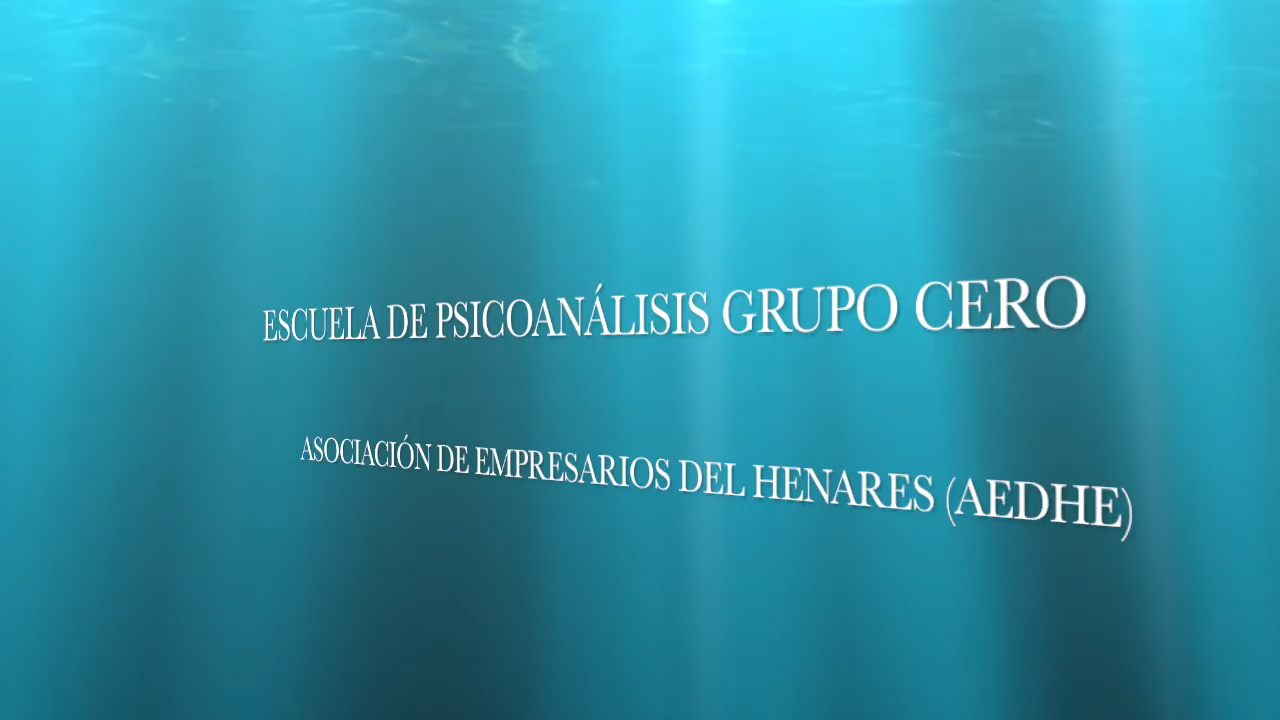 ESCUELA DE PSICOANÁLISIS GRUPO CERO
ASOCIACIÓN DE EMPRESARIOS DEL HENARES (AEDHE)